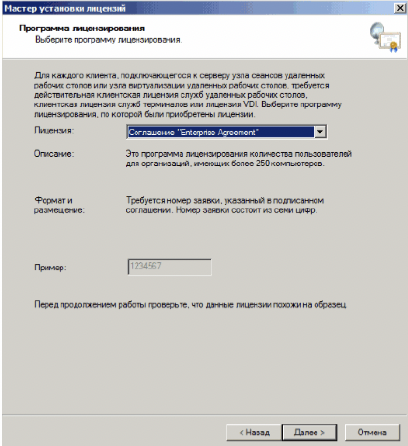 Мастер установки лицензий
Программа лицензирования
Выберите программу лицензирования.
Для каждого клиента, подключающегося к серверу узла сеансов удаленных
рабочих столов или узла виртуализации удаленных рабочих столов, требуется
действительная клиентская лицензия служб удаленных рабочих столов,
клиентская лицензия служб терминалов или лицензия VDI. Выберите программу
лицензирования, по которой были приобретены лицензии.
Лицензия: Соглашение "Enterprise Agreement"
Описание: Это программа лицензирования количества пользователей
для организаций, имеющих более 250 компьютеров.
Формат и Требуется номер заявки, указанный в подписанном
размещение: соглашении. Номер заявки состоит из семи цифр.
Пример: 1234567
Перед продолжением работы проверьте, что данные лицензии похожи на образец.
< Назад Далее > Отмена